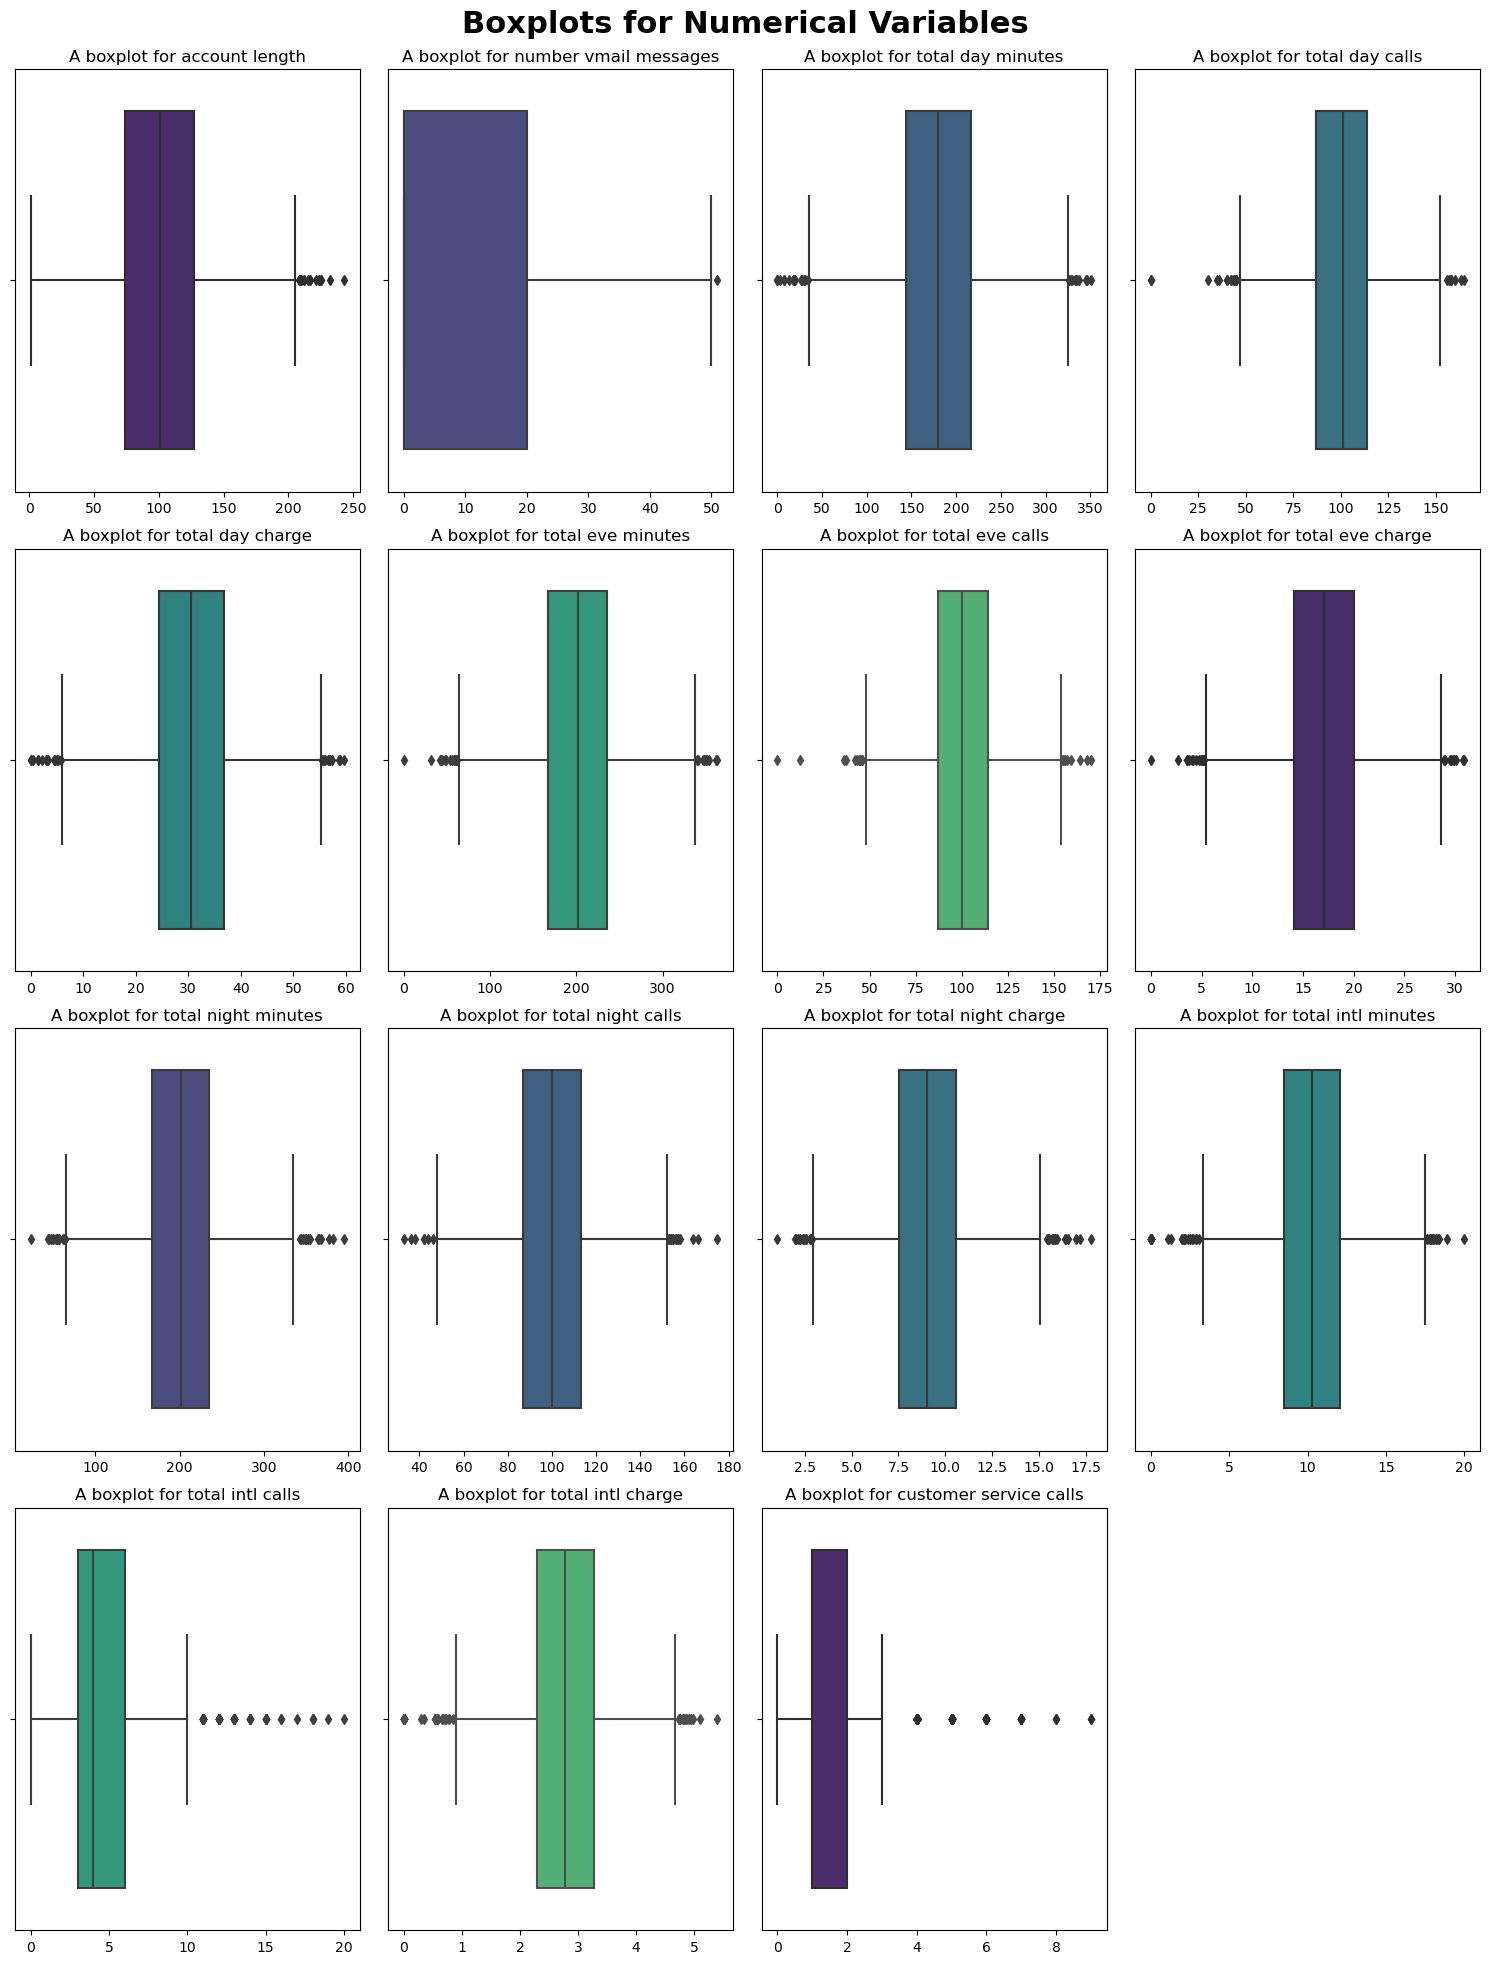 Boxplots for Numerical Variables
A boxplot for account length
0 50 100 150 200 250
A boxplot for number vmail messages
0 10 20 30 40 50
A boxplot for total day minutes
0 50 100 150 200 250 300 350
A boxplot for total day calls
0 25 50 75 100 125 150
A boxplot for total day charge
0 10 20 30 40 50 60
A boxplot for total eve minutes
0 100 200 300
A boxplot for total eve calls
0 25 50 75 100 125 150 175
A boxplot for total eve charge
0 5 10 15 20 25 30
A boxplot for total night minutes
100 200 300 400
A boxplot for total night calls
40 60 80 100 120 140 160 180
A boxplot for total night charge
2.5 5.0 7.5 10.0 12.5 15.0 17.5
A boxplot for total intl minutes
0 5 10 15 20
A boxplot for total intl calls
0 5 10 15 20
A boxplot for total intl charge
0 1 2 3 4 5
A boxplot for customer service calls
0 2 4 6 8